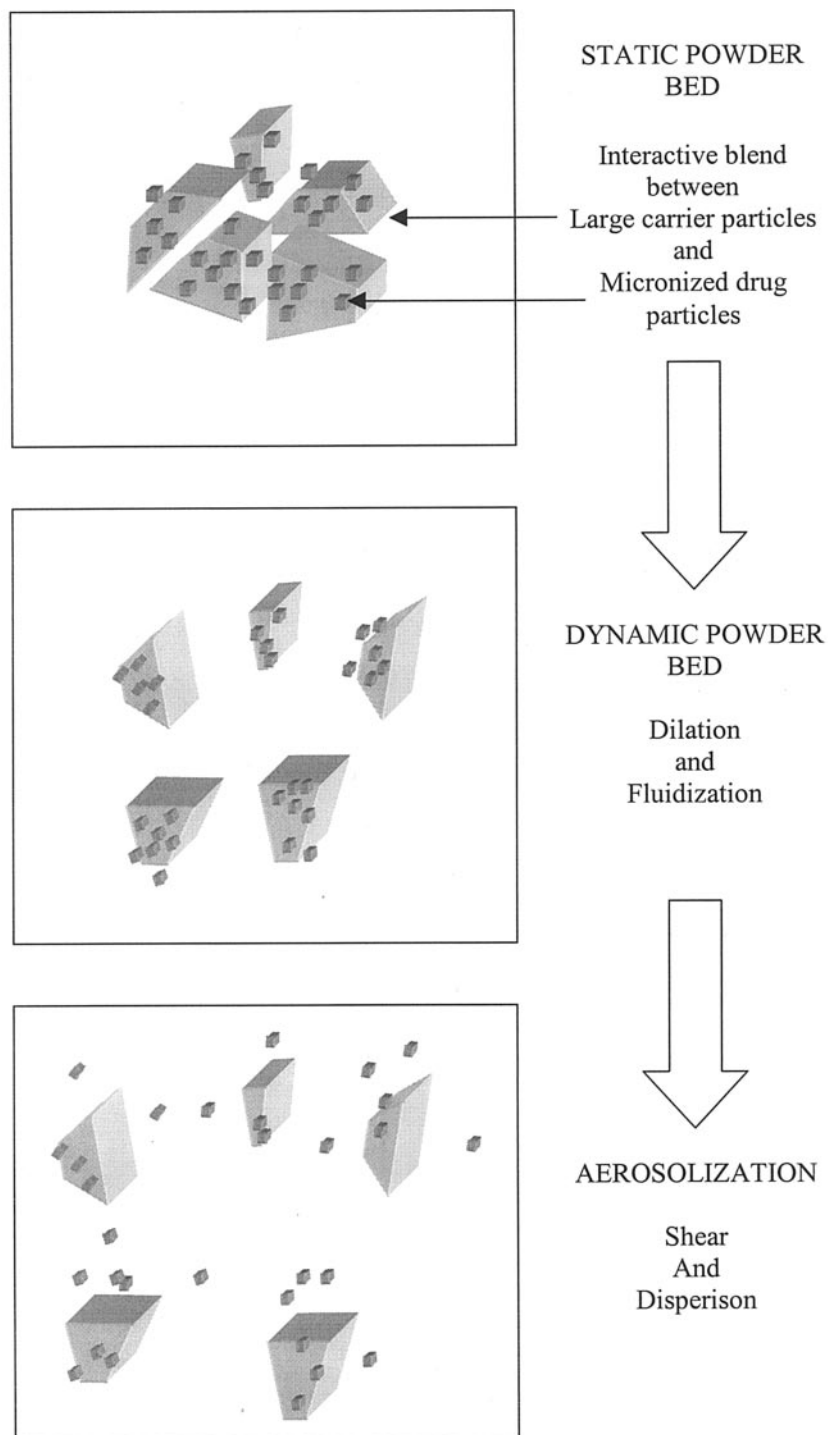 STATIC POWDER
BED
Interactive blend
between
Large carrier particles
and
Micronized drug
particles
DYNAMIC POWDER
BED
Dilation
and
Fluidization
AEROSOLIZATION
Shear
And
Disperison